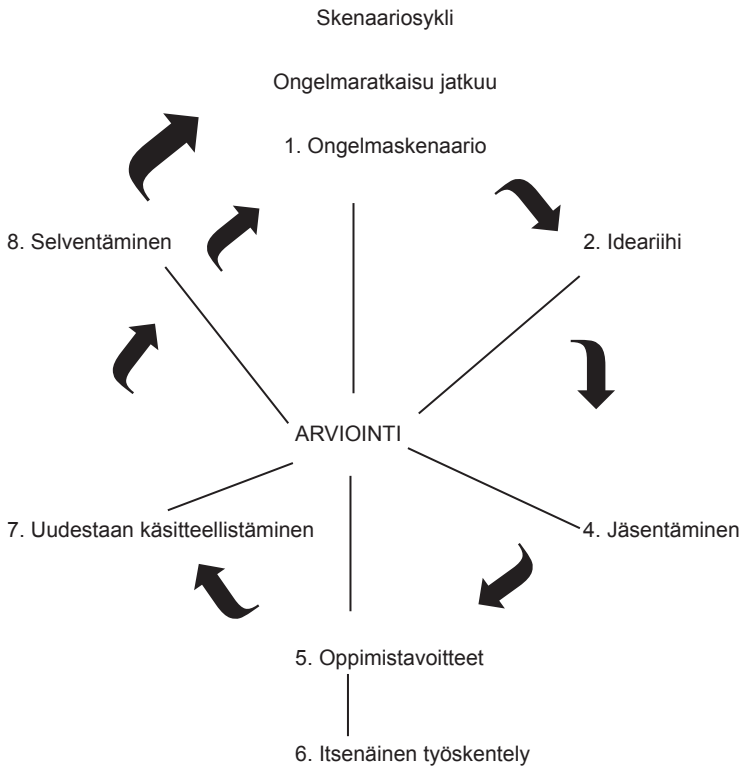 Skenaariosykli
Ongelmaratkaisu jatkuu
1. Ongelmaskenaario
2. Ideariihi
8. Selventäminen
ARVIOINTI
7. Uudestaan käsitteellistäminen
4. Jäsentäminen
5. Oppimistavoitteet
6. Itsenäinen työskentely